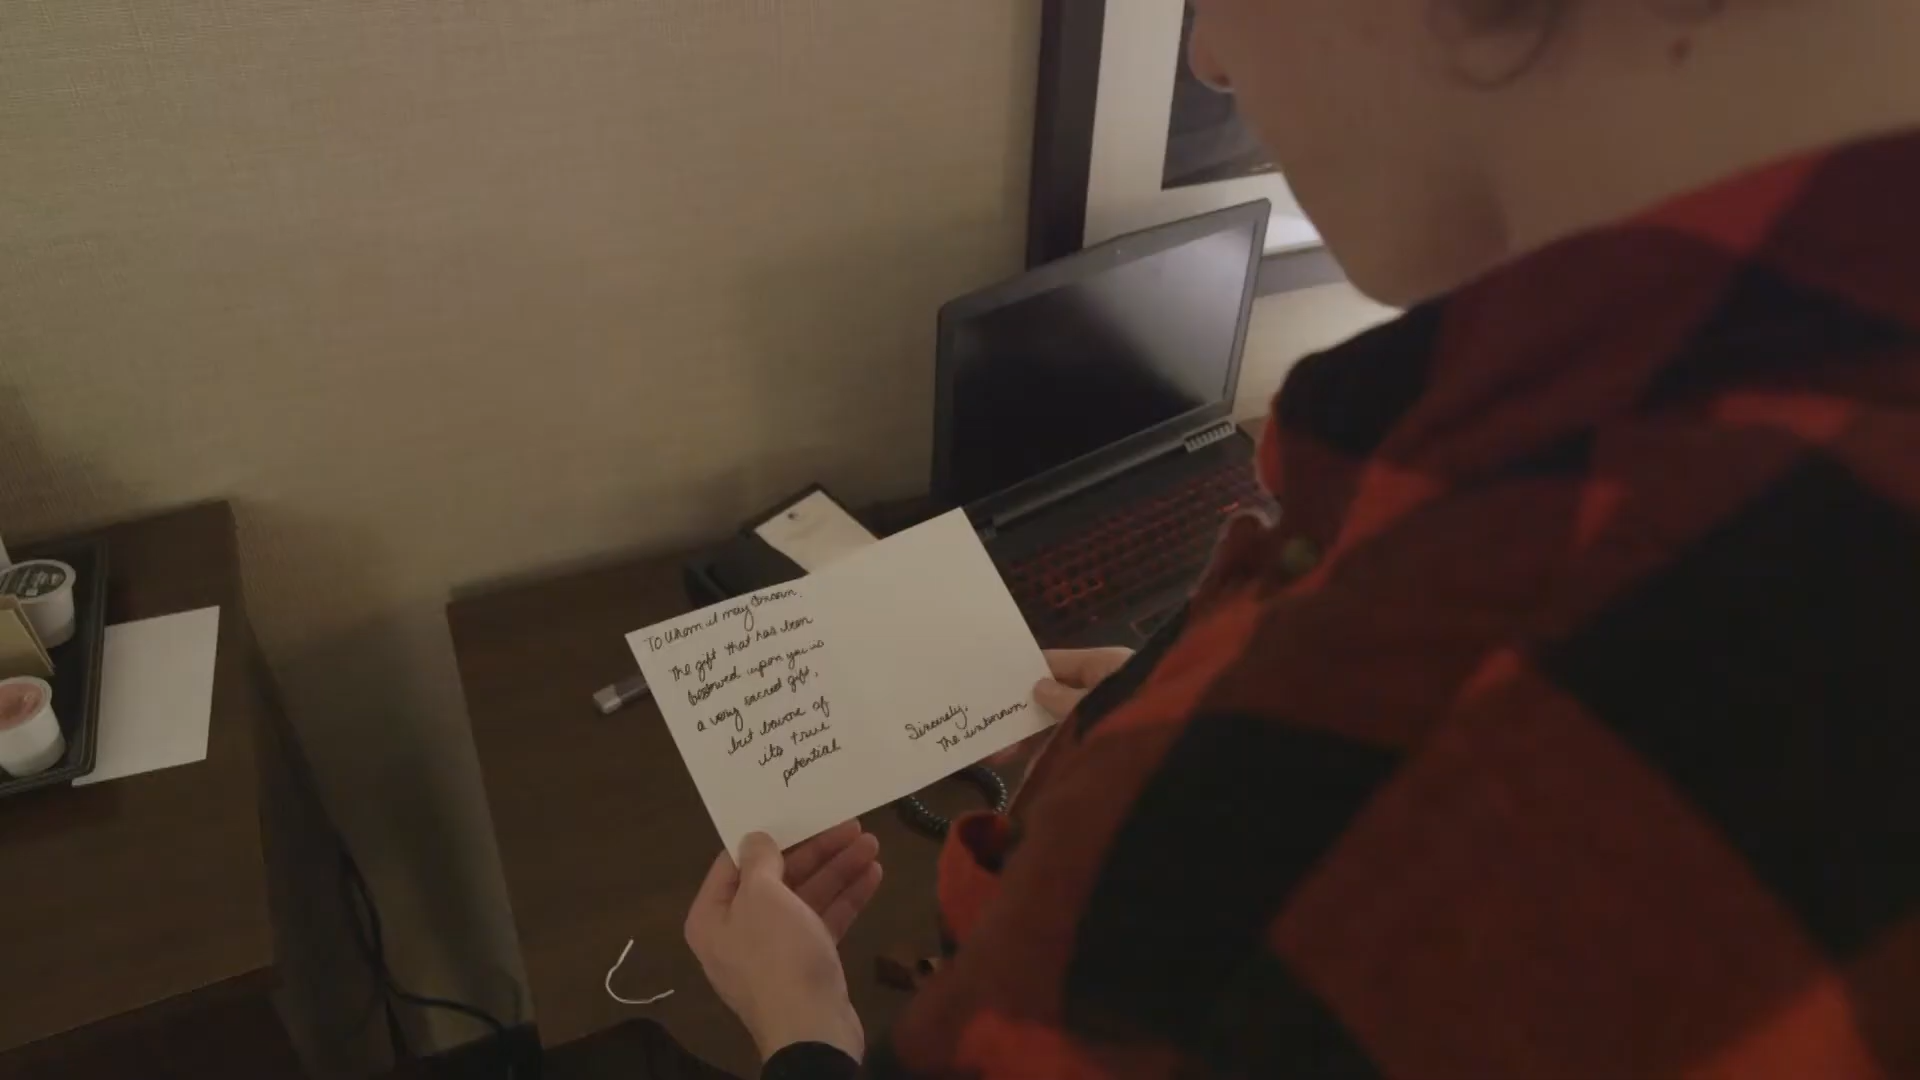 To Whom it may Concern,
The gift that has been
bestowed upon you is
a very sacred gift,
but beware of
its true
potential
Sincerely,
The unknown